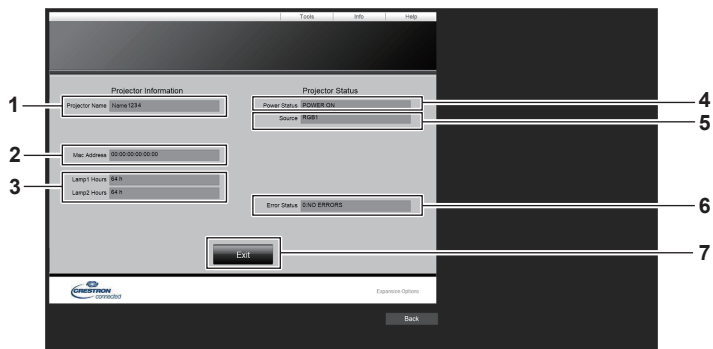 Tools Info Help
Projector Information Projector Status
1 Projector Name Name1234 Power Status POWER ON 4
Source RGB1 5
2 Mac Address 00:00:00:00:00:00
3 Lamp1 Hours 64 h
Lamp2 Hours 64 h
Error Status 0:NO ERRORS 6
Exit 7
CRESTRON connected Expansion Options
Back